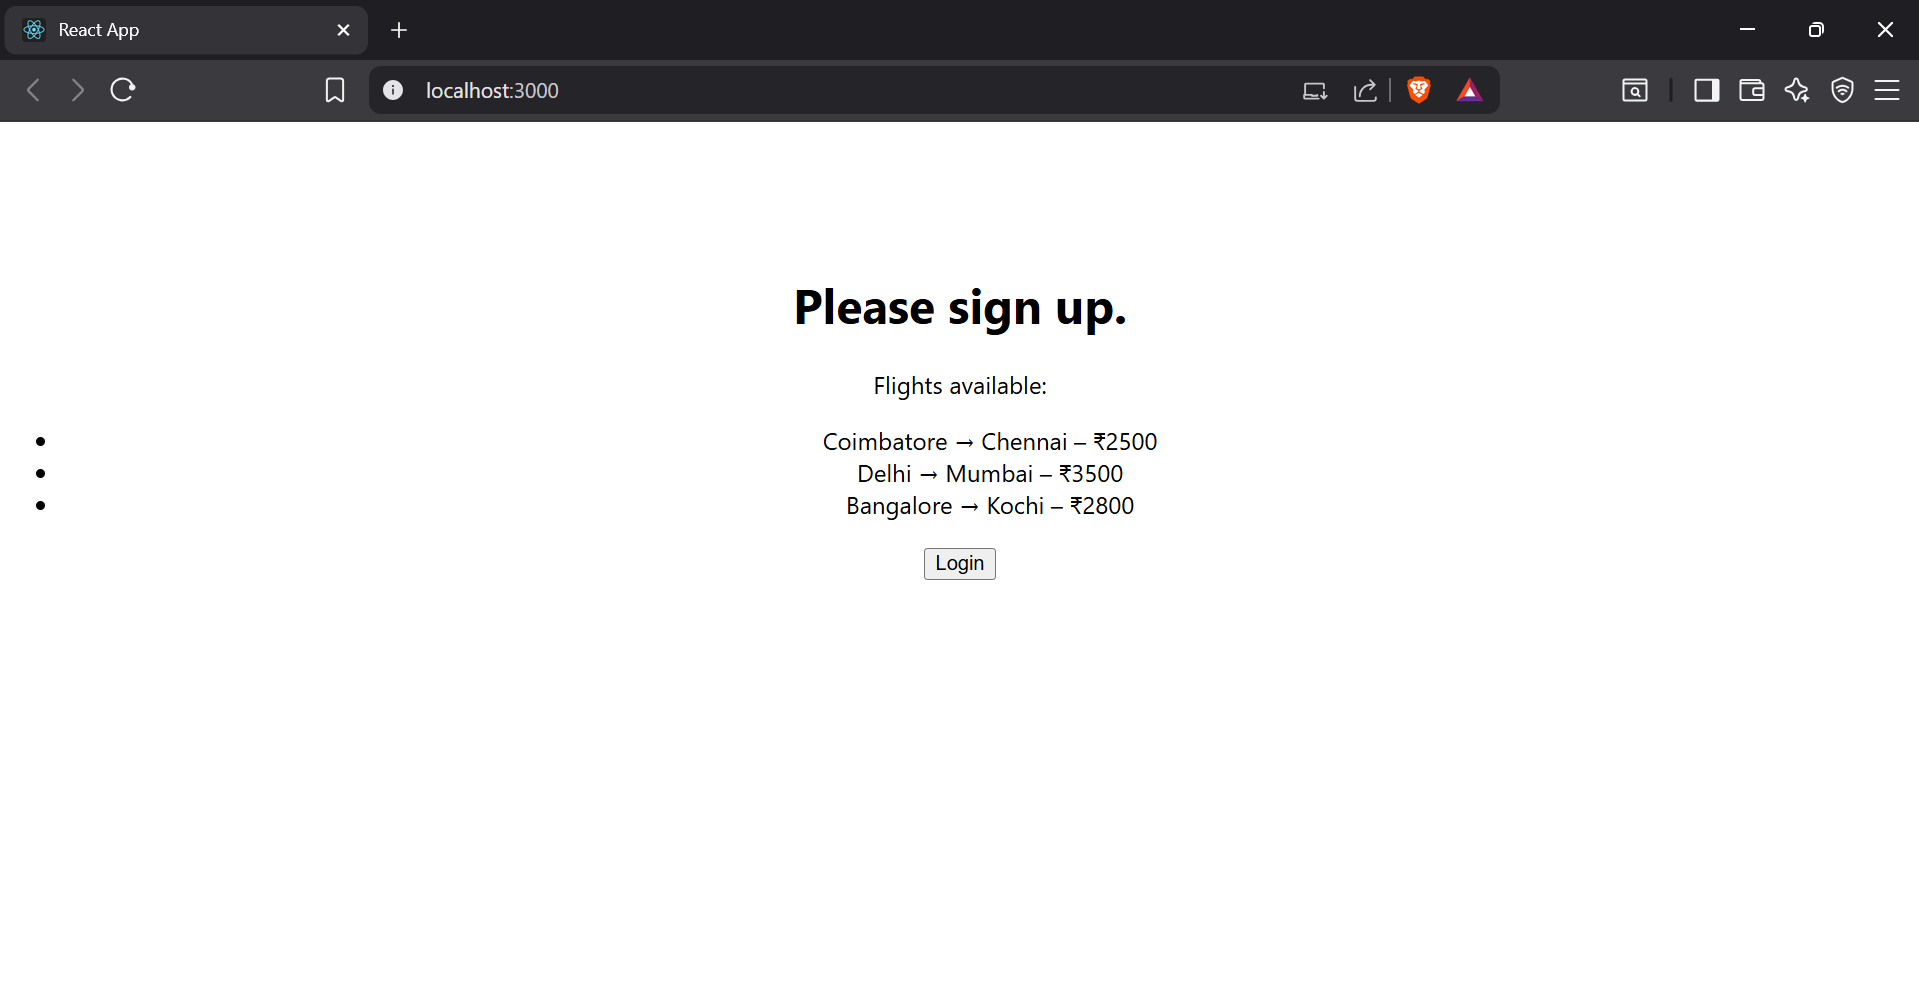 React App
localhost:3000
Please sign up.
Flights available:
• Coimbatore → Chennai – ₹2500
• Delhi → Mumbai – ₹3500
• Bangalore → Kochi – ₹2800
Login